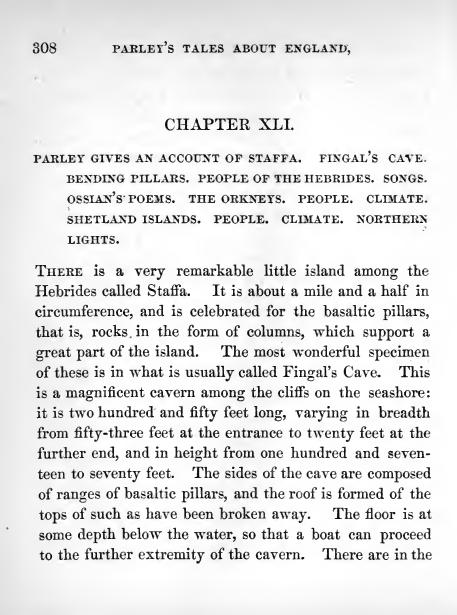 308 PARLEY'S TALES ABOUT ENGLAND,
CHAPTER XLI.
PARLEY GIVES AN ACCOUNT OF STAFFA. FINGAL'S CAVE.
BENDING PILLARS. PEOPLE OF THE HEBRIDES. SONGS.
OSSIAN'S POEMS. THE ORKNEYS. PEOPLE. CLIMATE.
SHETLAND ISLANDS. PEOPLE. CLIMATE. NORTHERN
LIGHTS.
THERE is a very remarkable little island among the
Hebrides called Staffa. It is about a mile and a half in
circumference, and is celebrated for the basaltic pillars,
that is, rocks in the form of columns, which support a
great part of the island. The most wonderful specimen
of these is in what is usually called Fingal's Cave. This
is a magnificent cavern among the cliffs on the seashore:
it is two hundred and fifty feet long, varying in breadth
from fifty-three feet at the entrance to twenty feet at the
further end, and in height from one hundred and seven-
teen to seventy feet. The sides of the cave are composed
of ranges of basaltic pillars, and the roof is formed of the
tops of such as have been broken away. The floor is at
some depth below the water, so that a boat can proceed
to the further extremity of the cavern. There are in the